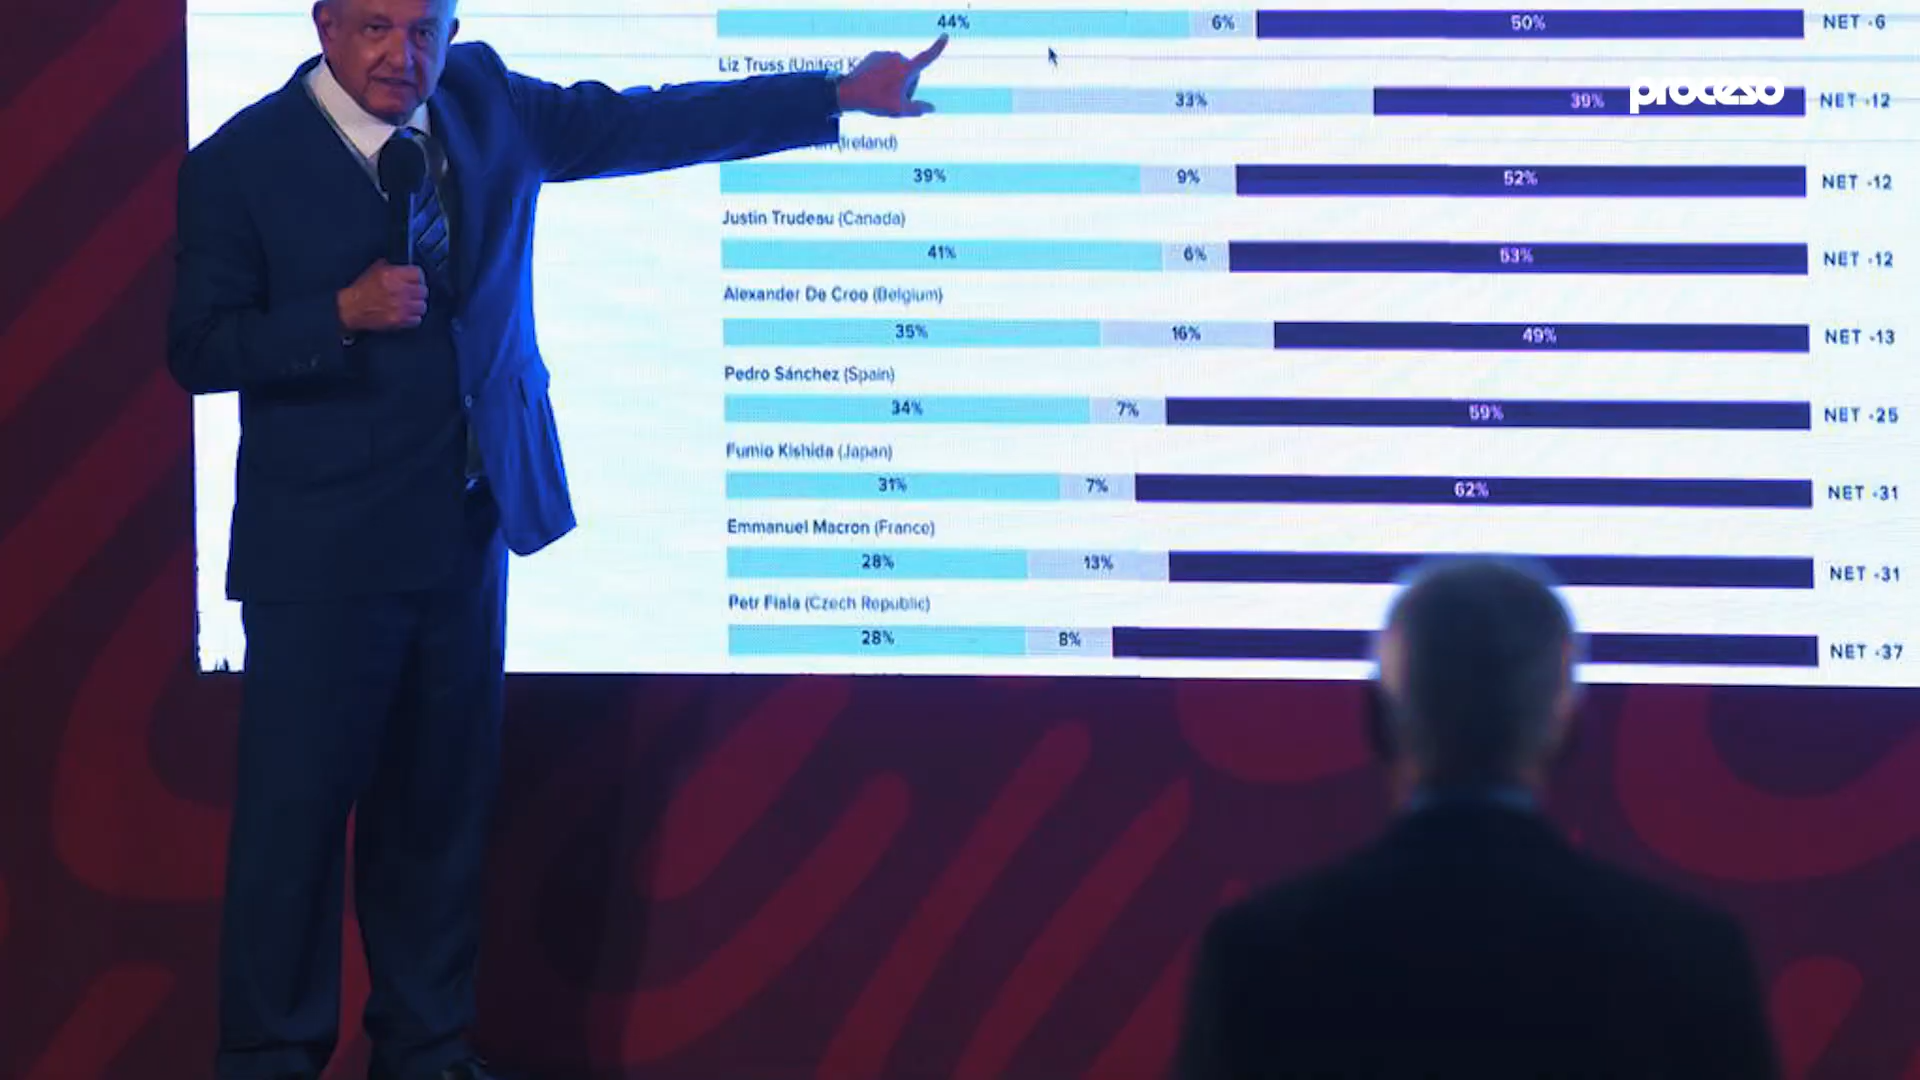 44% 6% 50% NET -6
Liz Truss (United
33% 39% NET -12
proceso
(Ireland)
39% 9% 52% NET -12
Justin Trudeau (Canada)
41% 6% 53% NET -12
Alexander De Croo (Belgium)
35% 16% 49% NET -13
Pedro Sánchez (Spain)
34% 7% 59% NET -25
Fumio Kishida (Japan)
31% 7% 62% NET -31
Emmanuel Macron (France)
28% 13% NET -31
Petr Fiala (Czech Republic)
28% 8% NET -37